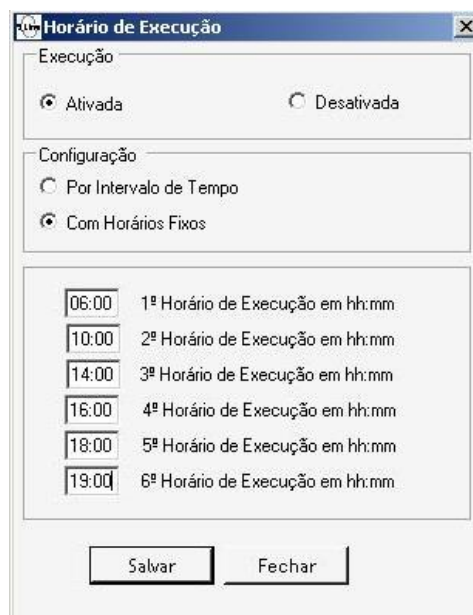 Horário de Execução
Execução
Ativada Desativada
Configuração
Por Intervalo de Tempo
Com Horários Fixos
06:00 1º Horário de Execução em hh:mm
10:00 2º Horário de Execução em hh:mm
14:00 3º Horário de Execução em hh:mm
16:00 4º Horário de Execução em hh:mm
18:00 5º Horário de Execução em hh:mm
19:00 6º Horário de Execução em hh:mm
Salvar Fechar